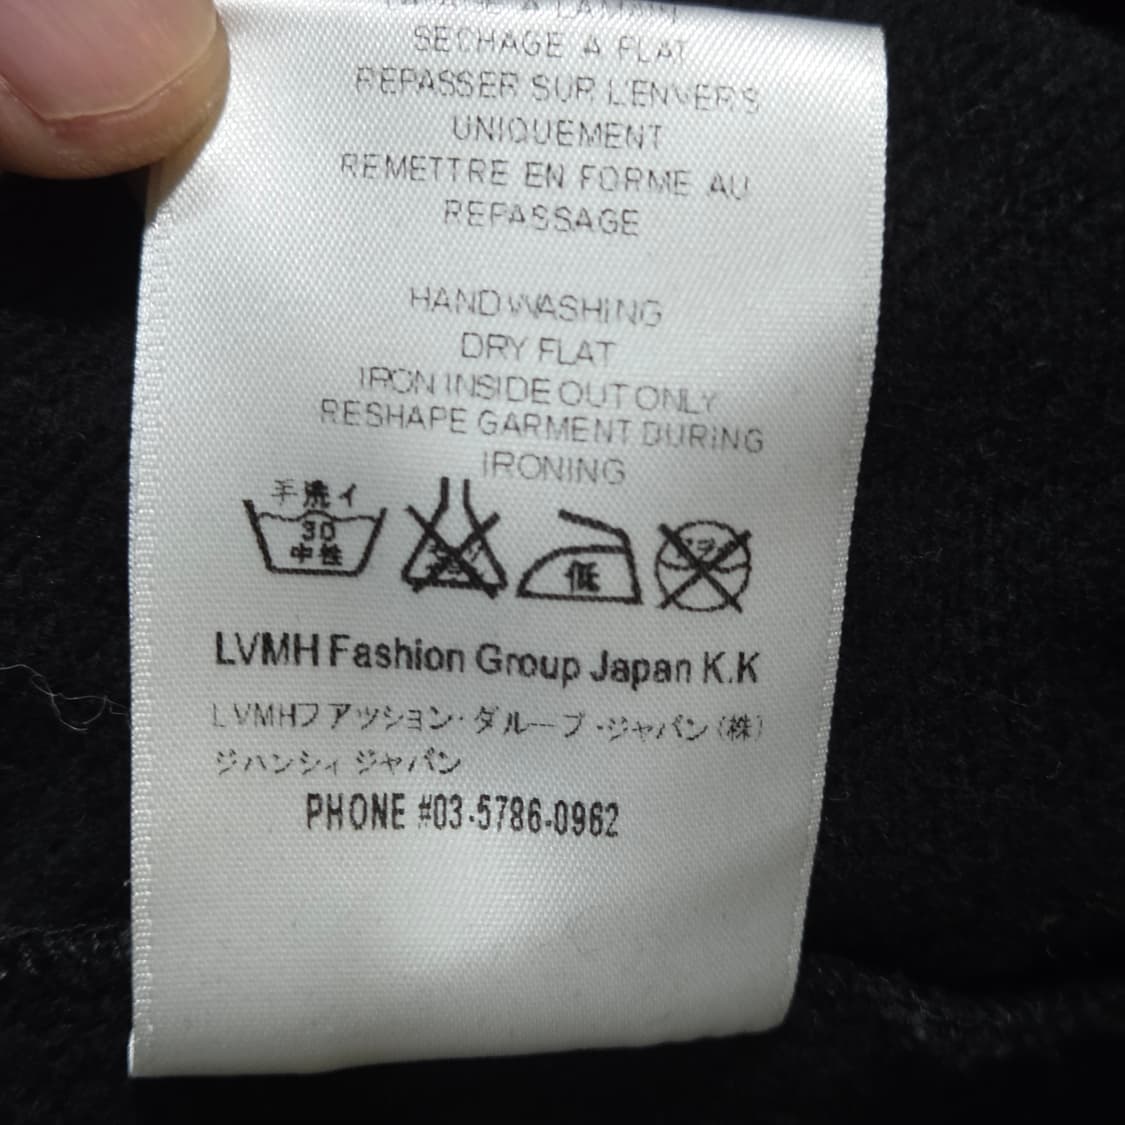 SECHAGE A PLAT
REPASSER SUR L'ENVERS
UNIQUEMENT
REMETTRE EN FORME AU
REPASSAGE
HAND WASHING
DRY FLAT
IRON INSIDE OUT ONLY
RESHAPE GARMENT DURING
IRONING
手洗イ
30
中性
低
LVMH Fashion Group Japan K.K
LVMHファッション・グループ・ジャパン(株)
ジバンシィ ジャパン
PHONE #03-5786-0962